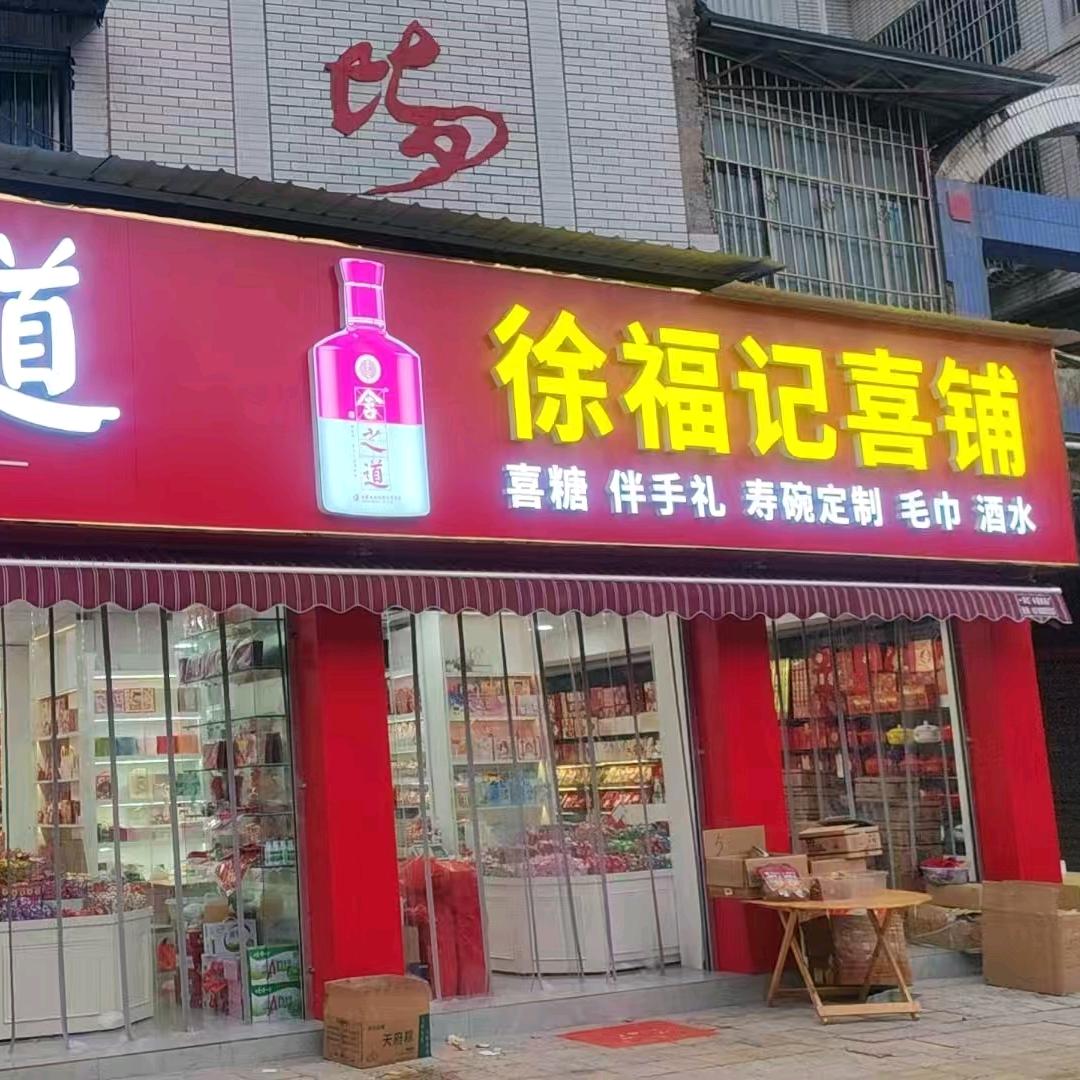 场
道
舍之道
徐福记喜铺
喜糖 伴手礼 寿碗定制 毛巾 酒水
天府粮